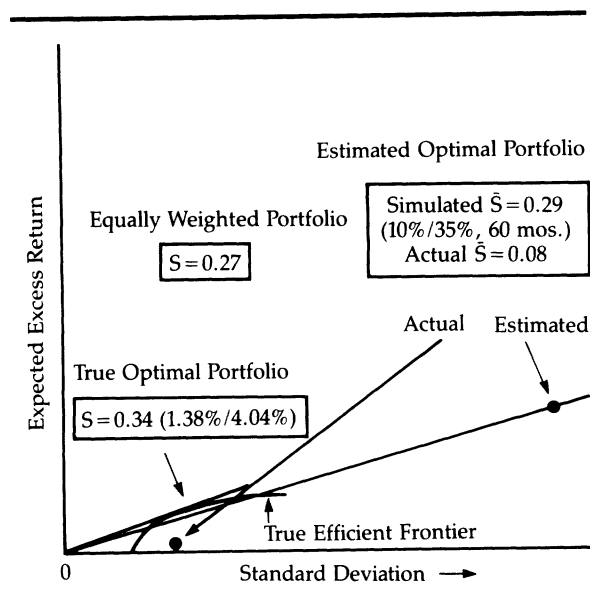 Estimated Optimal Portfolio
Simulated S̄=0.29
(10%/35%, 60 mos.)
Actual S̄=0.08
Equally Weighted Portfolio
S=0.27
Actual
Estimated
True Optimal Portfolio
S=0.34 (1.38%/4.04%)
True Efficient Frontier
Expected Excess Return
0
Standard Deviation